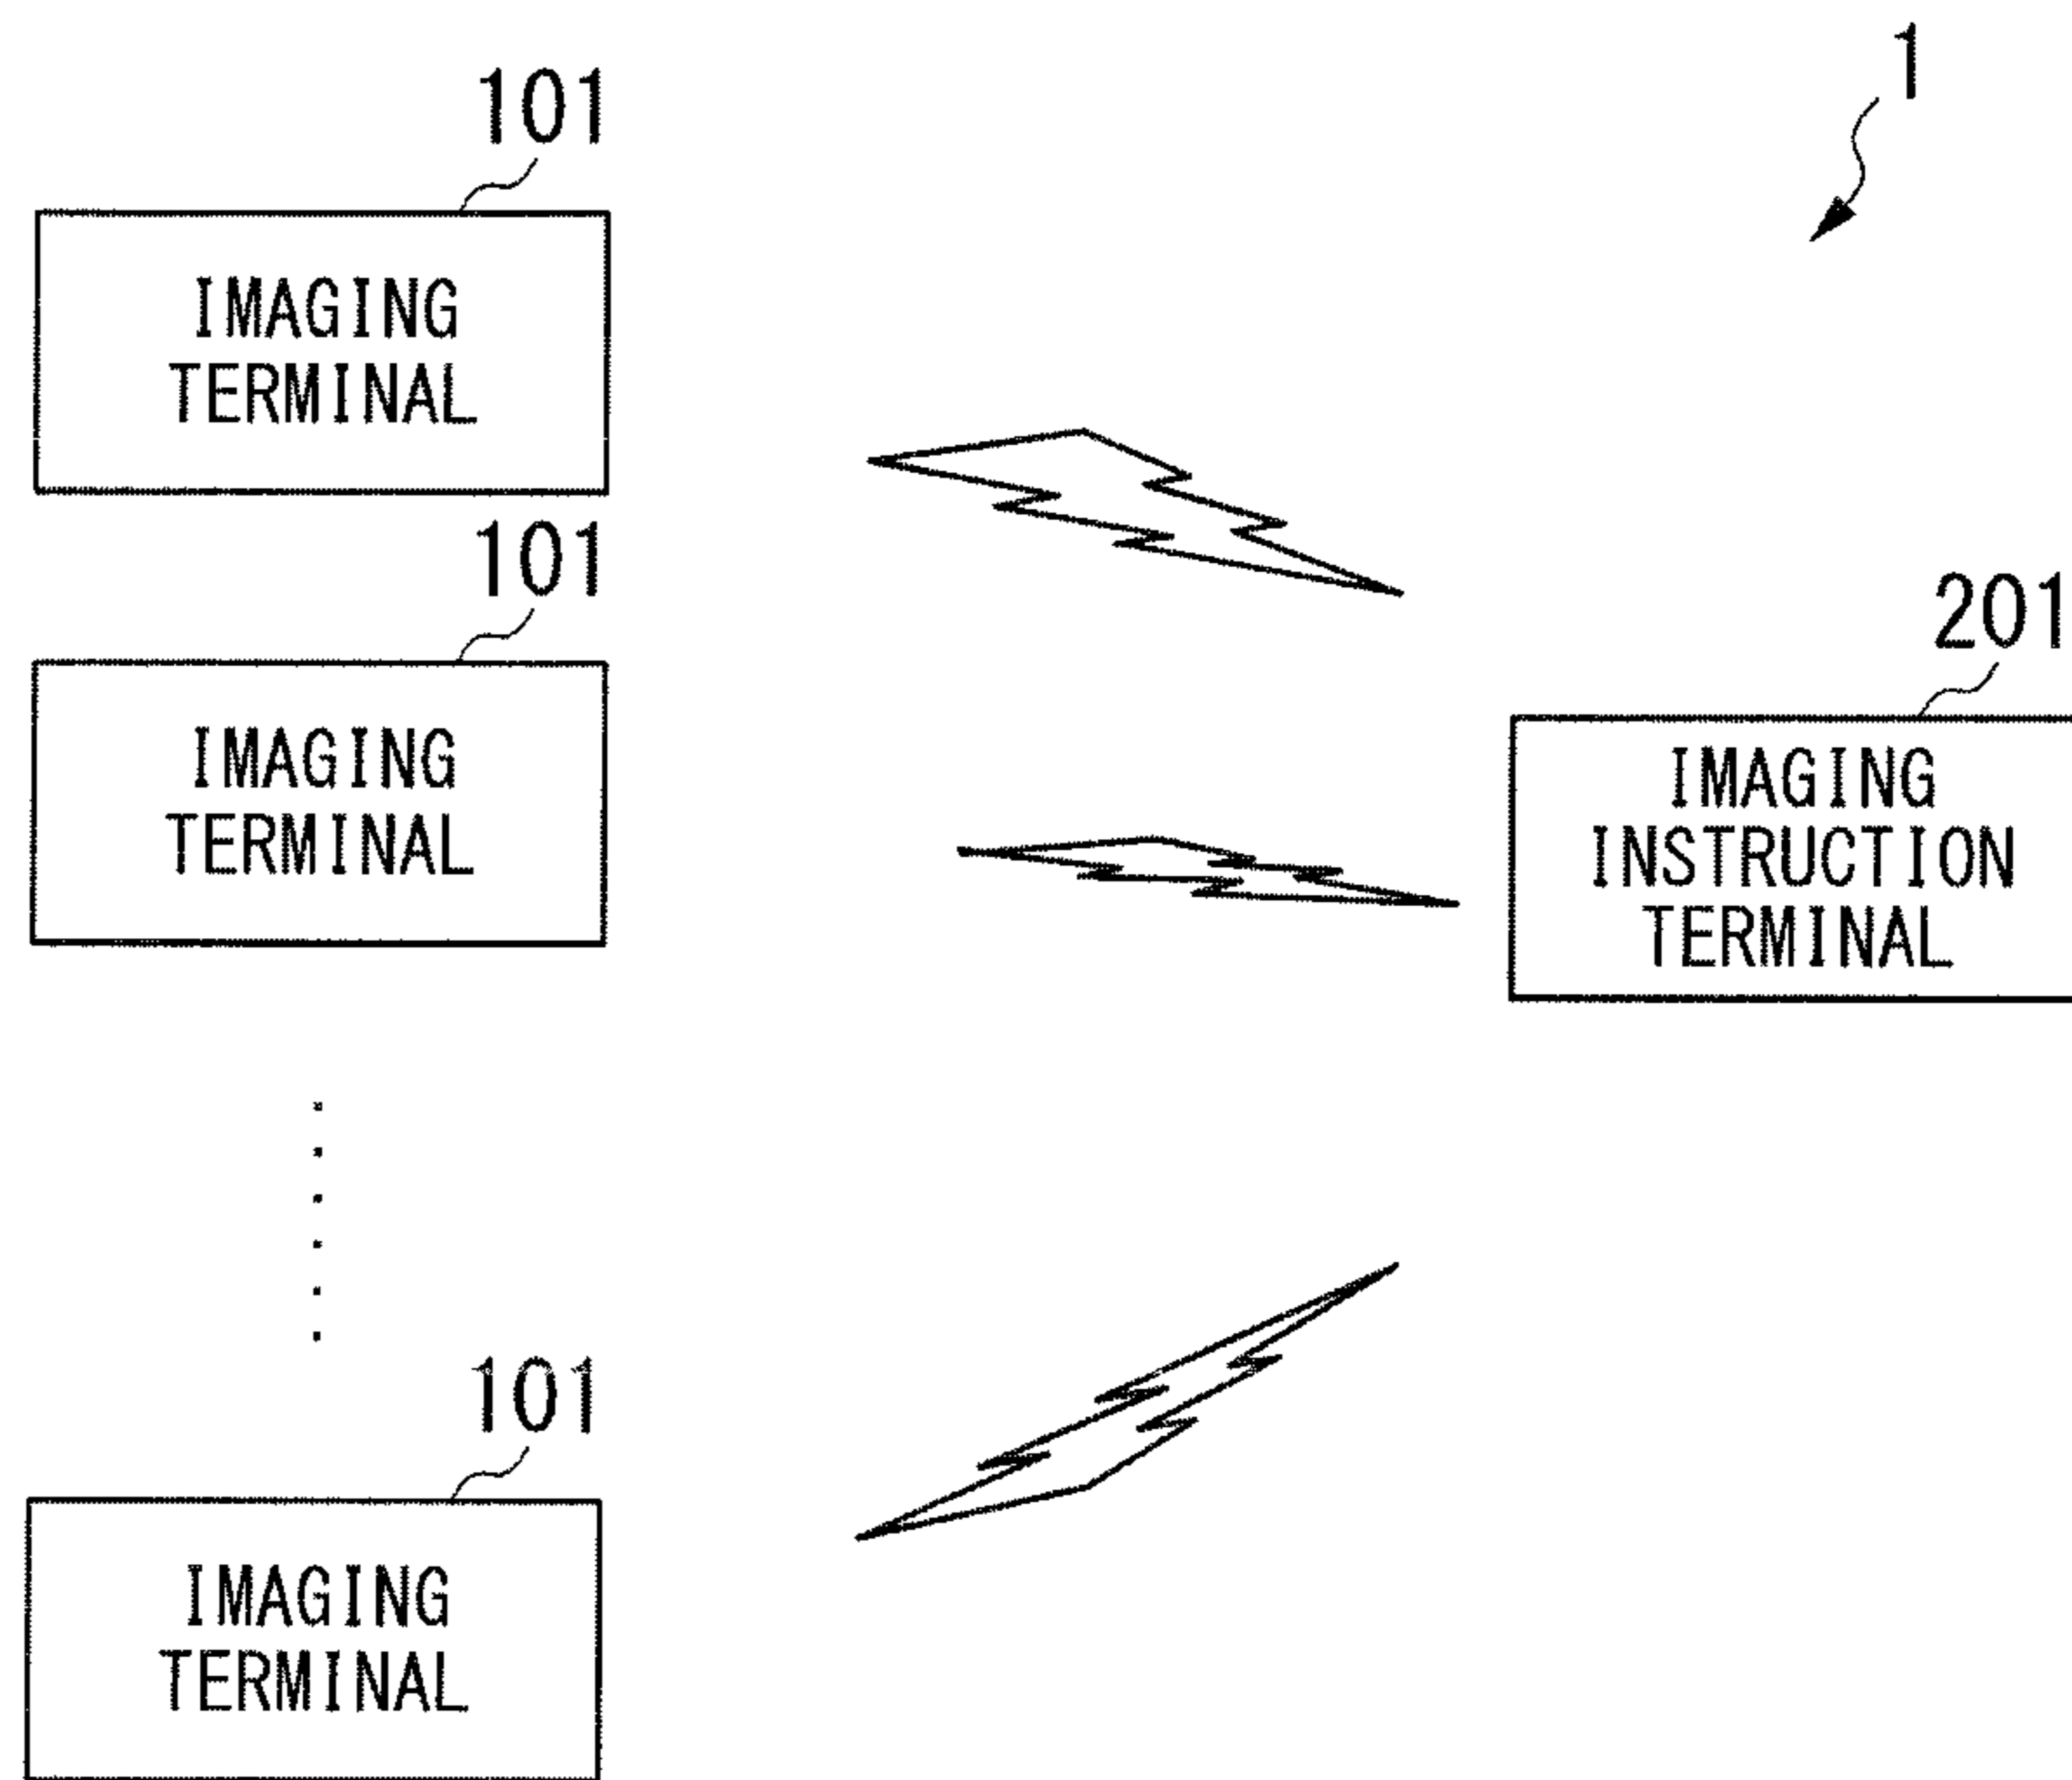 1
101
IMAGING
TERMINAL
101
IMAGING
TERMINAL
201
IMAGING
INSTRUCTION
TERMINAL
101
IMAGING
TERMINAL